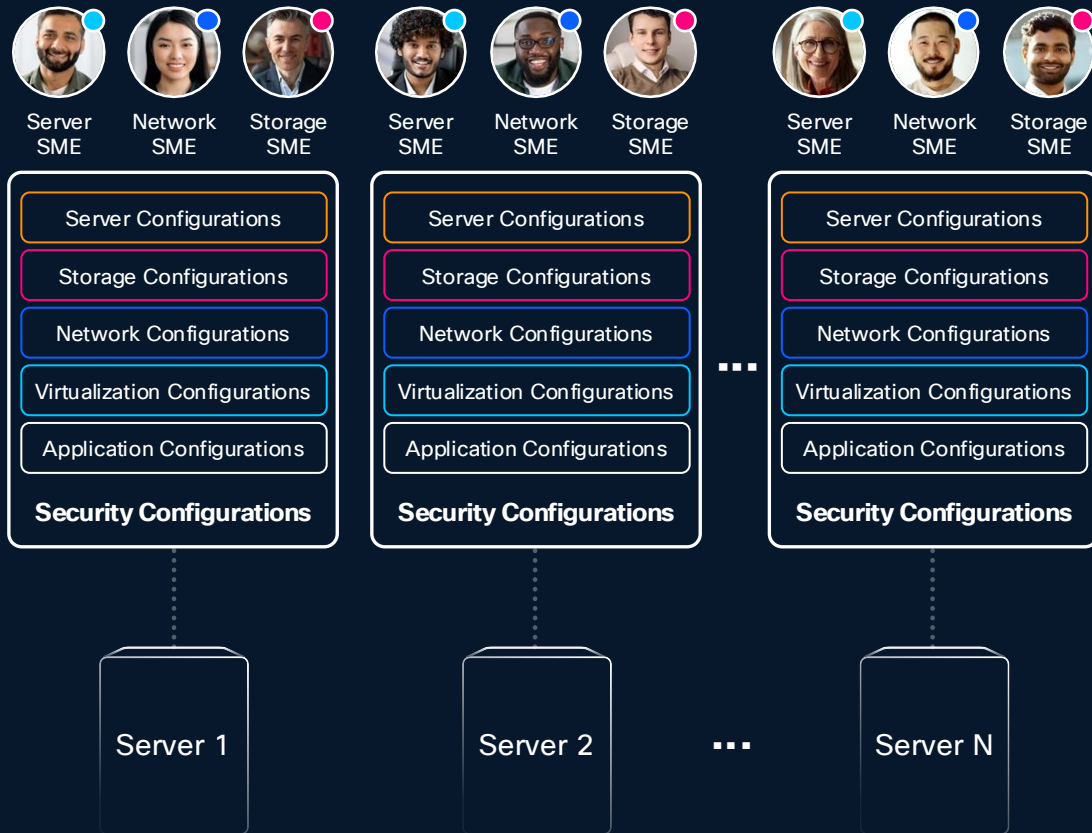 Server
SME
Network
SME
Storage
SME
Server
SME
Network
SME
Storage
SME
Server
SME
Network
SME
Storage
SME
Server Configurations
Storage Configurations
Network Configurations
Virtualization Configurations
Application Configurations
Security Configurations
Server Configurations
Storage Configurations
Network Configurations
Virtualization Configurations
Application Configurations
Security Configurations
...
Server Configurations
Storage Configurations
Network Configurations
Virtualization Configurations
Application Configurations
Security Configurations
Server 1
Server 2
...
Server N